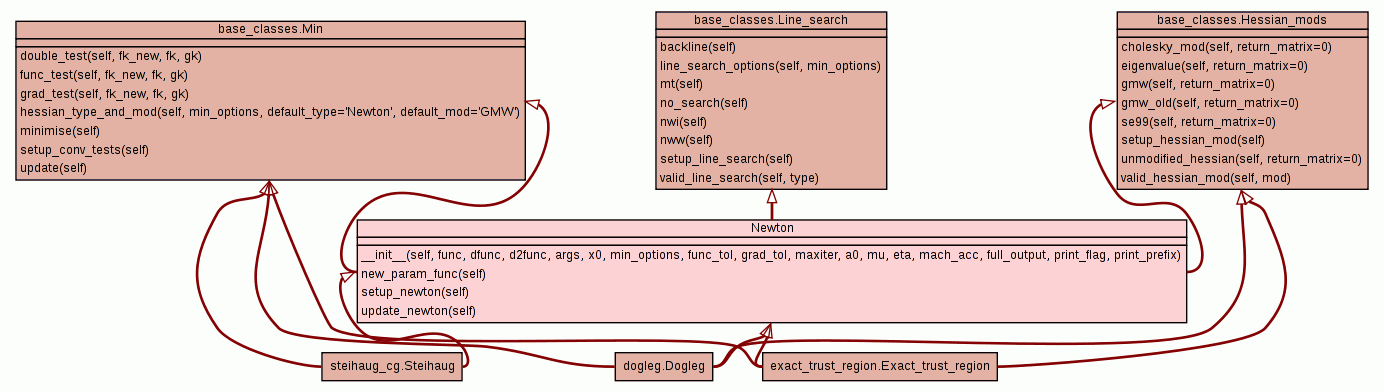 base_classes.Min
double_test(self, fk_new, fk, gk)
func_test(self, fk_new, fk, gk)
grad_test(self, fk_new, fk, gk)
hessian_type_and_mod(self, min_options, default_type='Newton', default_mod='GMW')
minimise(self)
setup_conv_tests(self)
update(self)
base_classes.Line_search
backline(self)
line_search_options(self, min_options)
mt(self)
no_search(self)
nwi(self)
nww(self)
setup_line_search(self)
valid_line_search(self, type)
base_classes.Hessian_mods
cholesky_mod(self, return_matrix=0)
eigenvalue(self, return_matrix=0)
gmw(self, return_matrix=0)
gmw_old(self, return_matrix=0)
se99(self, return_matrix=0)
setup_hessian_mod(self)
unmodified_hessian(self, return_matrix=0)
valid_hessian_mod(self, mod)
Newton
__init__(self, func, dfunc, d2func, args, x0, min_options, func_tol, grad_tol, maxiter, a0, mu, eta, mach_acc, full_output, print_flag, print_prefix)
new_param_func(self)
setup_newton(self)
update_newton(self)
steihaug_cg.Steihaug
dogleg.Dogleg
exact_trust_region.Exact_trust_region